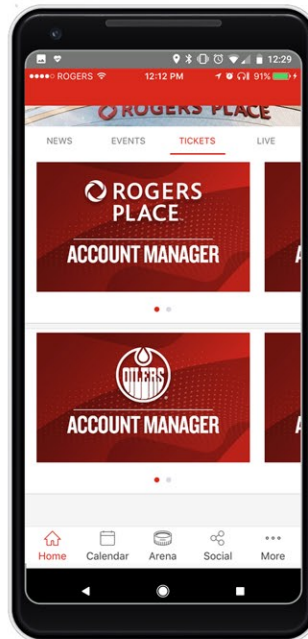 12:29
ROGERS 12:12 PM 91%
ROGERS PLACE
NEWS EVENTS TICKETS LIVE
ROGERS
PLACE
ACCOUNT MANAGER
OILERS
ACCOUNT MANAGER
Home Calendar Arena Social More